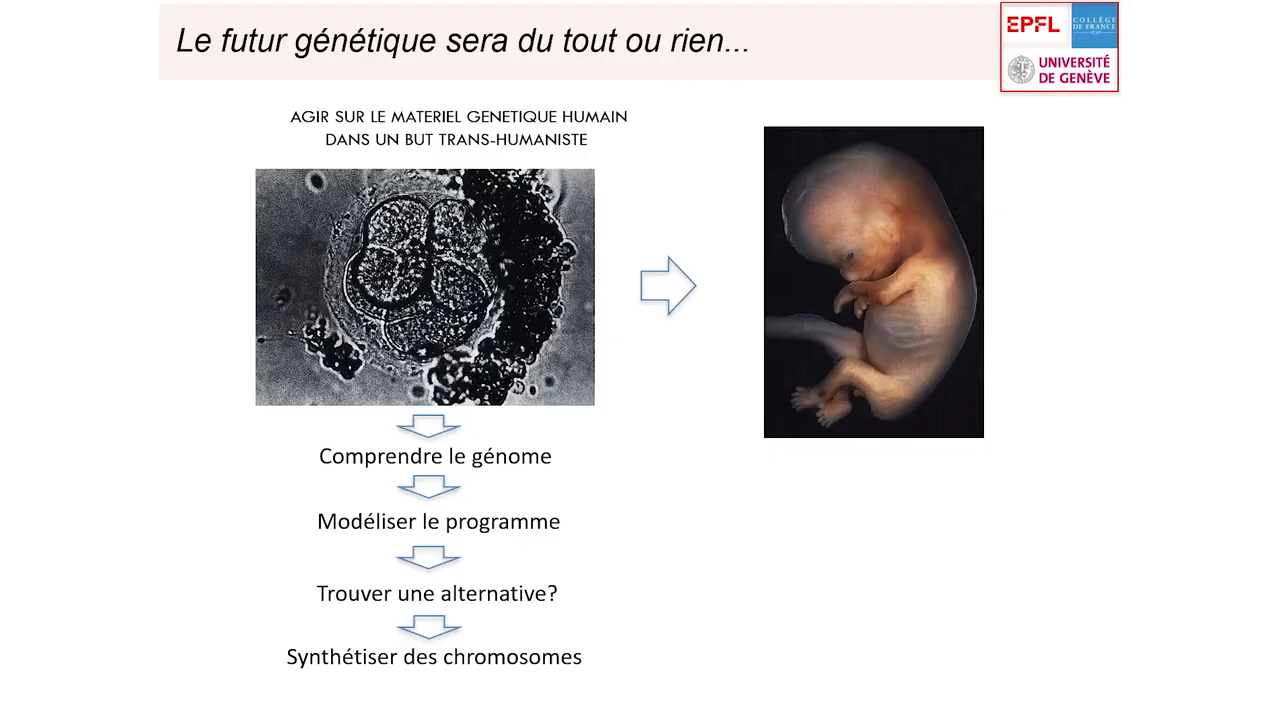 Le futur génétique sera du tout ou rien...
EPFL
COLLÈGE
DE FRANCE
UNIVERSITÉ
DE GENÈVE
AGIR SUR LE MATERIEL GENETIQUE HUMAIN
DANS UN BUT TRANS-HUMANISTE
Comprendre le génome
Modéliser le programme
Trouver une alternative?
Synthétiser des chromosomes